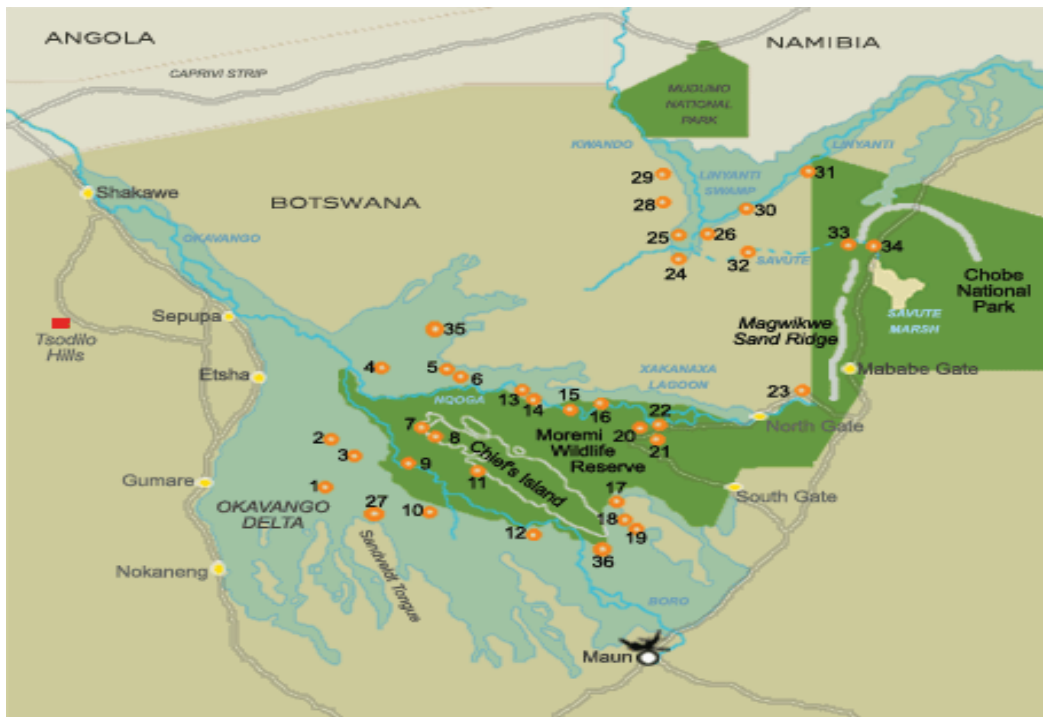 ANGOLA
NAMIBIA
CAPRIVI STRIP
MUDUMO
NATIONAL
PARK
KWANDO
LINYANTI
LINYANTI
SWAMP
29
31
Shakawe
28
30
BOTSWANA
OKAVANGO
25
26
33
34
24
32
SAVUTE
Chobe
National
Park
Sepupa
35
Magwikwe
Sand Ridge
SAVUTE
MARSH
Tsodilo
Hills
Etsha
4
5
6
XAKANAXA
LAGOON
Mababe Gate
NQOGA
13
14
15
16
23
22
North Gate
7
8
20
21
Moremi
Wildlife
Reserve
2
3
9
Chief's Island
11
Gumare
1
17
South Gate
OKAVANGO
DELTA
27
10
18
19
12
36
Sandveldt Tongue
Nokaneng
BORO
Maun